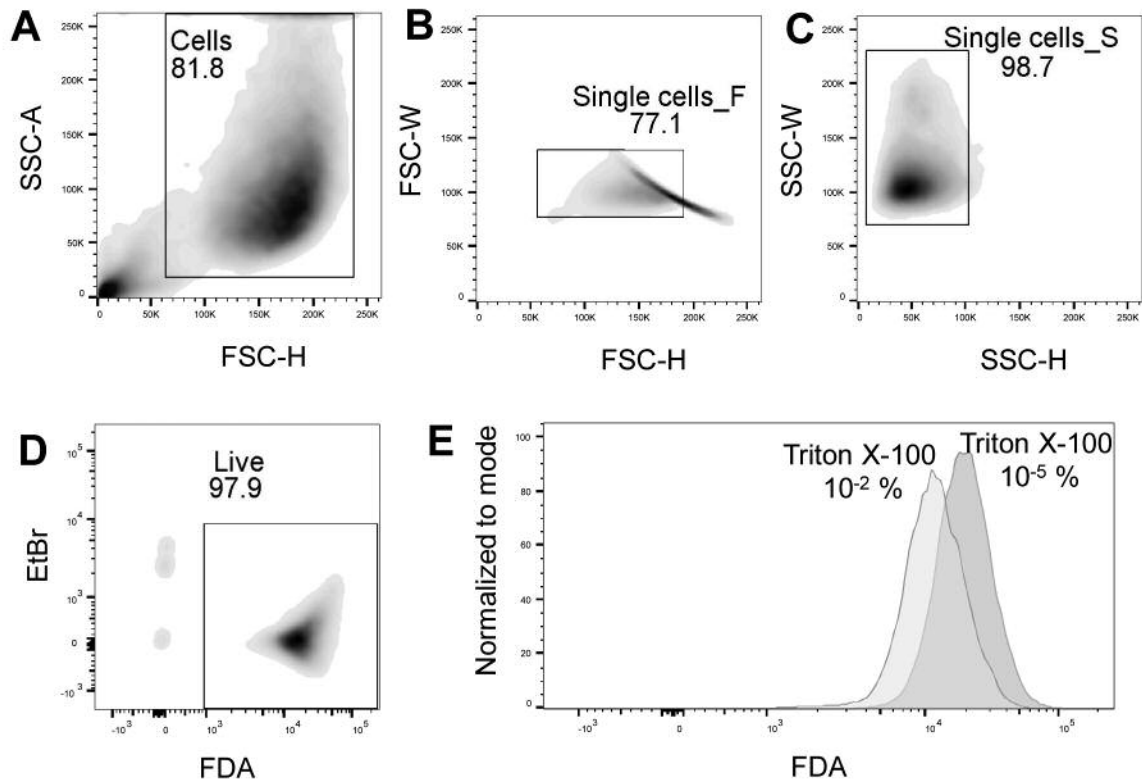 A
Cells
81.8
250K
200K
150K
100K
50K
0
SSC-A
0 50K 100K 150K 200K 250K
FSC-H
B
Single cells_F
77.1
250K
200K
150K
100K
50K
0
FSC-W
0 50K 100K 150K 200K 250K
FSC-H
C
Single cells_S
98.7
250K
200K
150K
100K
50K
0
SSC-W
0 50K 100K 150K 200K 250K
SSC-H
D
Live
97.9
10⁵
10⁴
10³
0
-10³
EtBr
-10³ 0 10³ 10⁴ 10⁵
FDA
E
Triton X-100
10⁻² %
Triton X-100
10⁻⁵ %
100
80
60
40
20
0
Normalized to mode
-10³ 0 10³ 10⁴ 10⁵
FDA